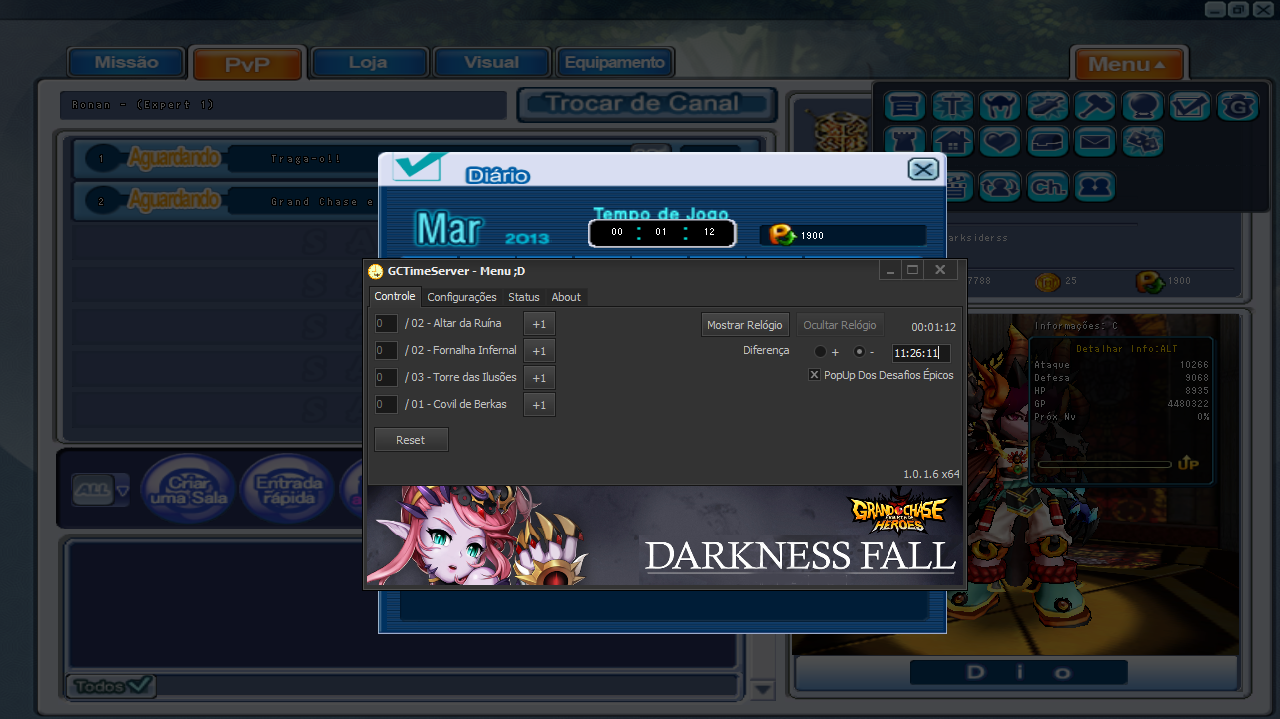 Missão
PvP
Loja
Visual
Equipamento
Menu
Ronan - (Expert 1)
Trocar de Canal
1 Aguardando Traga-o!!
2 Aguardando Grand Chase e
Diário
Mar 2013
Tempo de Jogo
00 : 01 : 12
1900
Ch.
arksiderss
7788
25
1900
GCTimeServer - Menu ;D
Controle Configurações Status About
0 / 02 - Altar da Ruína +1
0 / 02 - Fornalha Infernal +1
0 / 03 - Torre das Ilusões +1
0 / 01 - Covil de Berkas +1
Reset
Mostrar Relógio Ocultar Relógio 00:01:12
Diferença + - 11:26:11
PopUp Dos Desafios Épicos
1.0.1.6 x64
GRAND CHASE
HEROES
DARKNESS FALL
Informações: C
Detalhar Info:ALT
Ataque 10266
Defesa 9068
HP 8935
GP 4480322
Próx Nv 0%
UP
ALL
Criar uma Sala
Entrada rápida
Todos
Dio